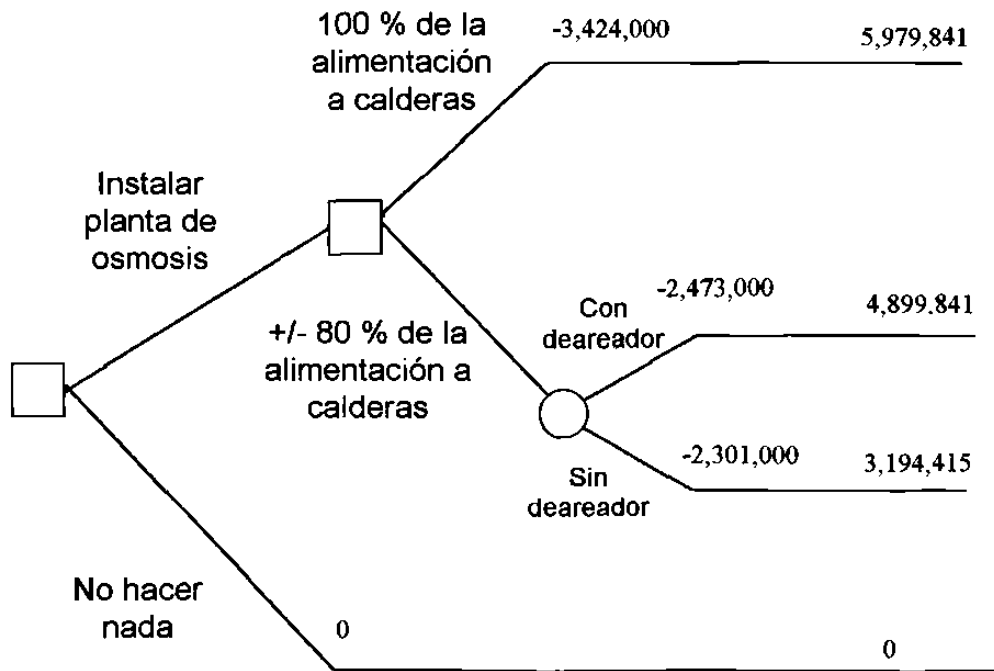 100 % de la
alimentación
a calderas
-3,424,000
5,979,841
Instalar
planta de
osmosis
+/- 80 % de la
alimentación a
calderas
Con
deareador
-2,473,000
4,899.841
Sin
deareador
-2,301,000
3,194,415
No hacer
nada
0
0